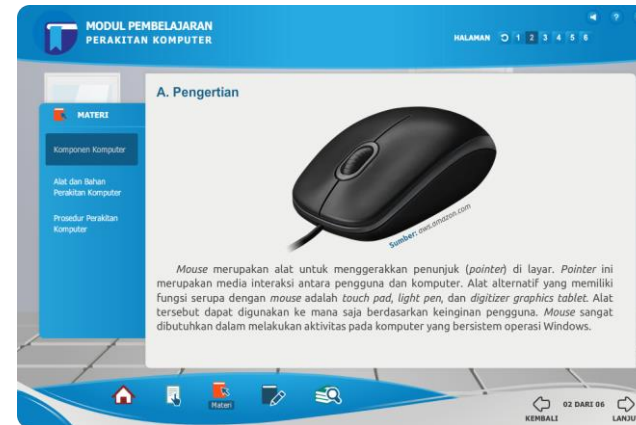 MODUL PEMBELAJARAN
PERAKITAN KOMPUTER
HALAMAN 1 2 3 4 5 6
?
MATERI
Komponen Komputer
Alat dan Bahan
Perakitan Komputer
Prosedur Perakitan
Komputer
A. Pengertian
Sumber: aws.amazon.com
Mouse merupakan alat untuk menggerakkan penunjuk (pointer) di layar. Pointer ini
merupakan media interaksi antara pengguna dan komputer. Alat alternatif yang memiliki
fungsi serupa dengan mouse adalah touch pad, light pen, dan digitizer graphics tablet. Alat
tersebut dapat digunakan ke mana saja berdasarkan keinginan pengguna. Mouse sangat
dibutuhkan dalam melakukan aktivitas pada komputer yang bersistem operasi Windows.
Materi
02 DARI 06
KEMBALI
LANJU